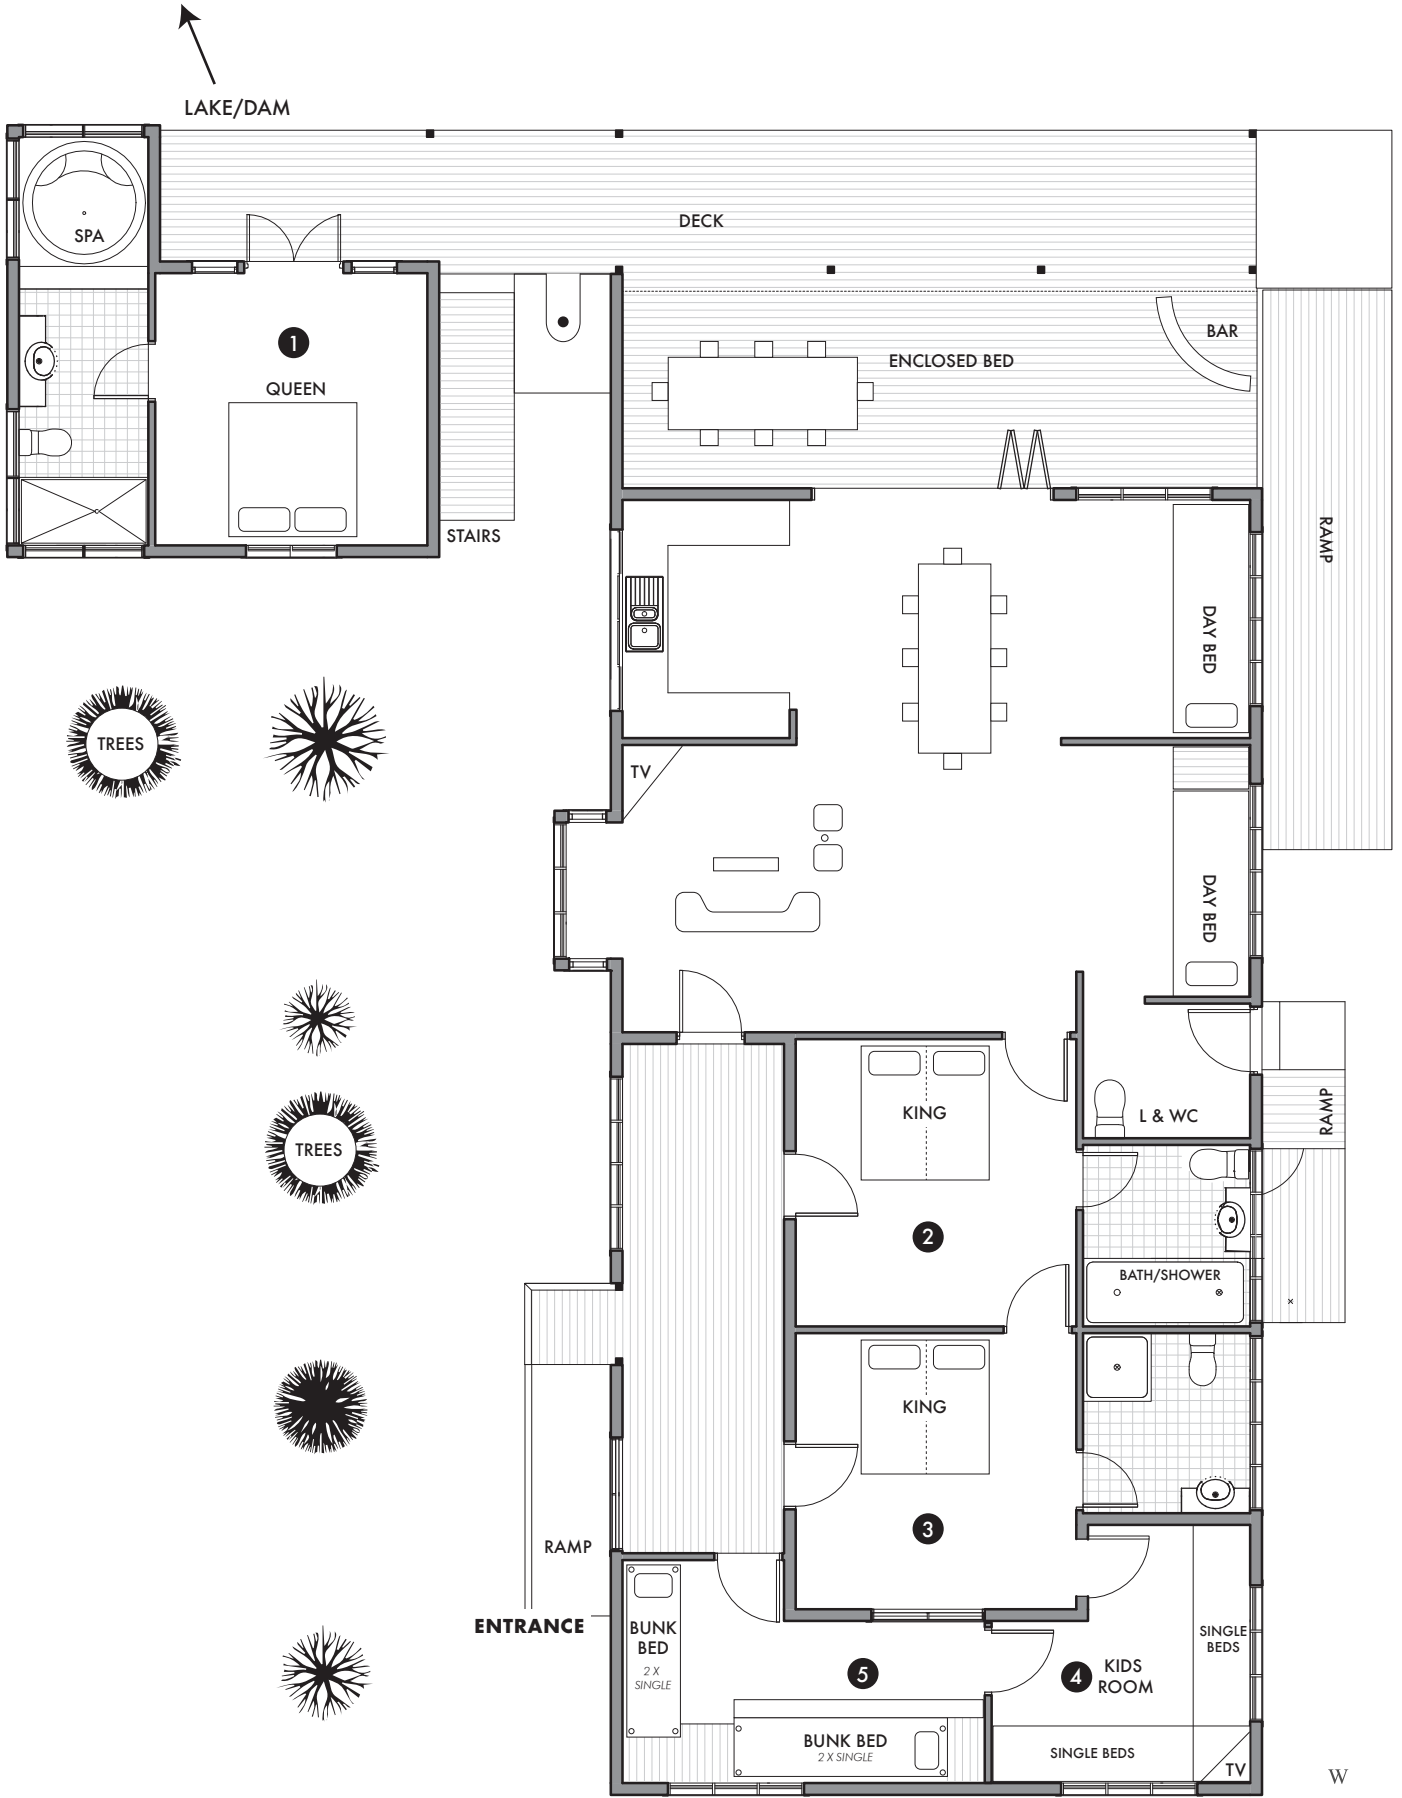 LAKE/DAM
SPA
DECK
1
QUEEN
BAR
ENCLOSED BED
STAIRS
RAMP
DAY BED
TREES
TV
DAY BED
KING
L & WC
RAMP
TREES
2
BATH/SHOWER
KING
3
RAMP
ENTRANCE
BUNK
BED
2 X
SINGLE
5
4
KIDS
ROOM
SINGLE
BEDS
BUNK BED
2 X SINGLE
SINGLE BEDS
TV
W